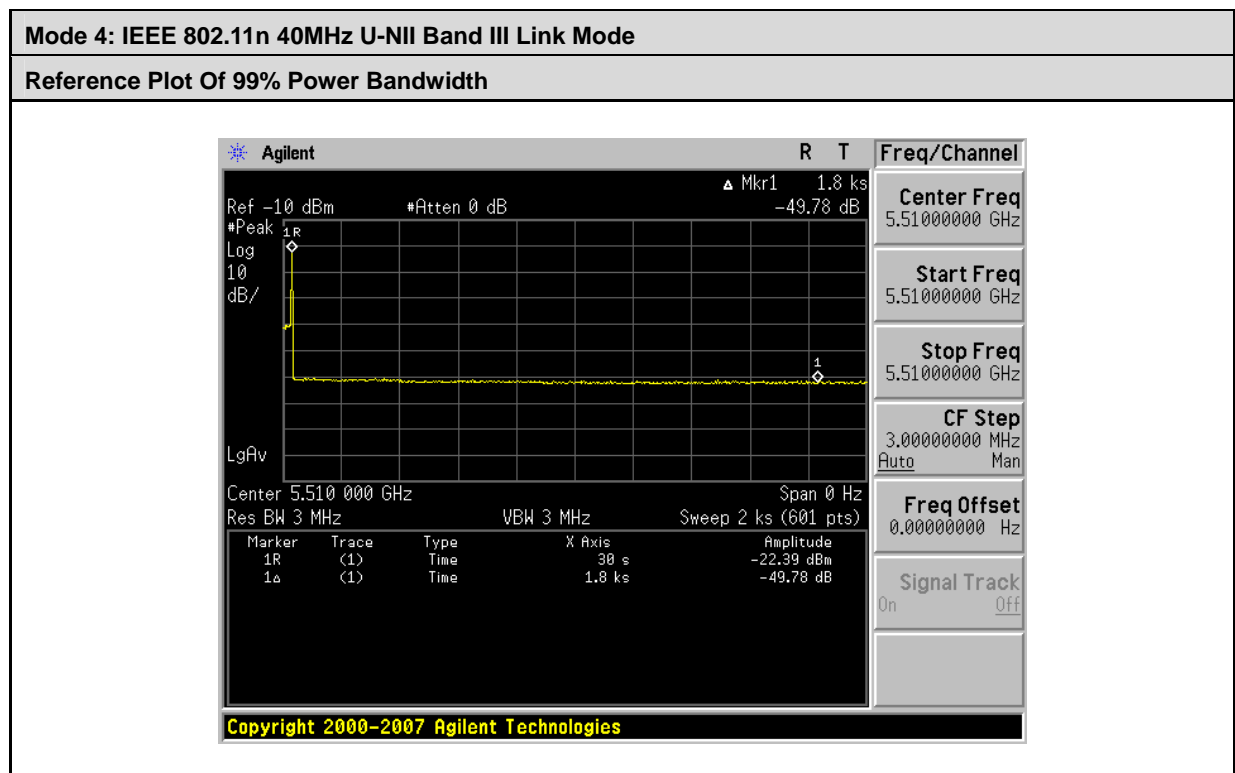 Mode 4: IEEE 802.11n 40MHz U-NII Band III Link Mode
Reference Plot Of 99% Power Bandwidth
Agilent R T Freq/Channel
Δ Mkr1 1.8 ks
Ref -10 dBm #Atten 0 dB -49.78 dB
#Peak
Log
10
dB/
1R
1
LgAv
Center 5.510 000 GHz Span 0 Hz
Res BW 3 MHz VBW 3 MHz Sweep 2 ks (601 pts)
Marker Trace Type X Axis Amplitude
1R (1) Time 30 s -22.39 dBm
1Δ (1) Time 1.8 ks -49.78 dB
Center Freq
5.51000000 GHz
Start Freq
5.51000000 GHz
Stop Freq
5.51000000 GHz
CF Step
3.00000000 MHz
Auto Man
Freq Offset
0.00000000 Hz
Signal Track
On Off
Copyright 2000-2007 Agilent Technologies